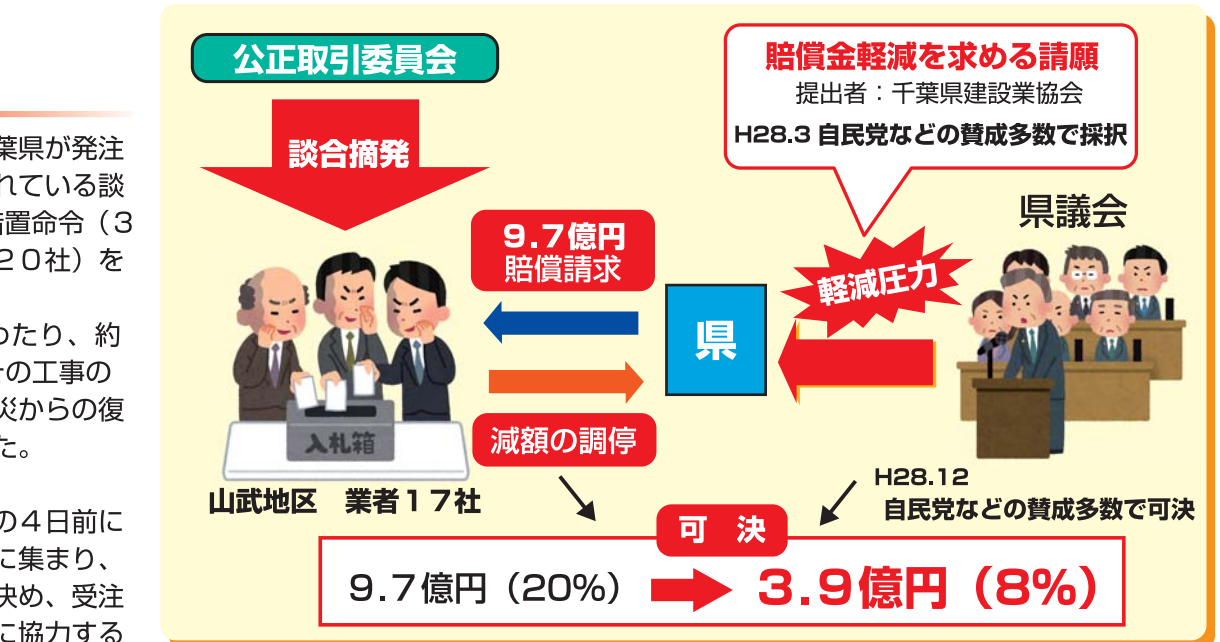 葉県が発注
れている談
措置命令（3
20社）を
わたり、約
その工事の
災からの復
た。
の4日前に
に集まり、
決め、受注
に協力する
公正取引委員会
談合摘発
賠償金軽減を求める請願
提出者：千葉県建設業協会
H28.3 自民党などの賛成多数で採択
県議会
9.7億円
賠償請求
軽減圧力
県
減額の調停
入札箱
山武地区　業者17社
H28.12
自民党などの賛成多数で可決
可　決
9.7億円（20%）
3.9億円（8%）